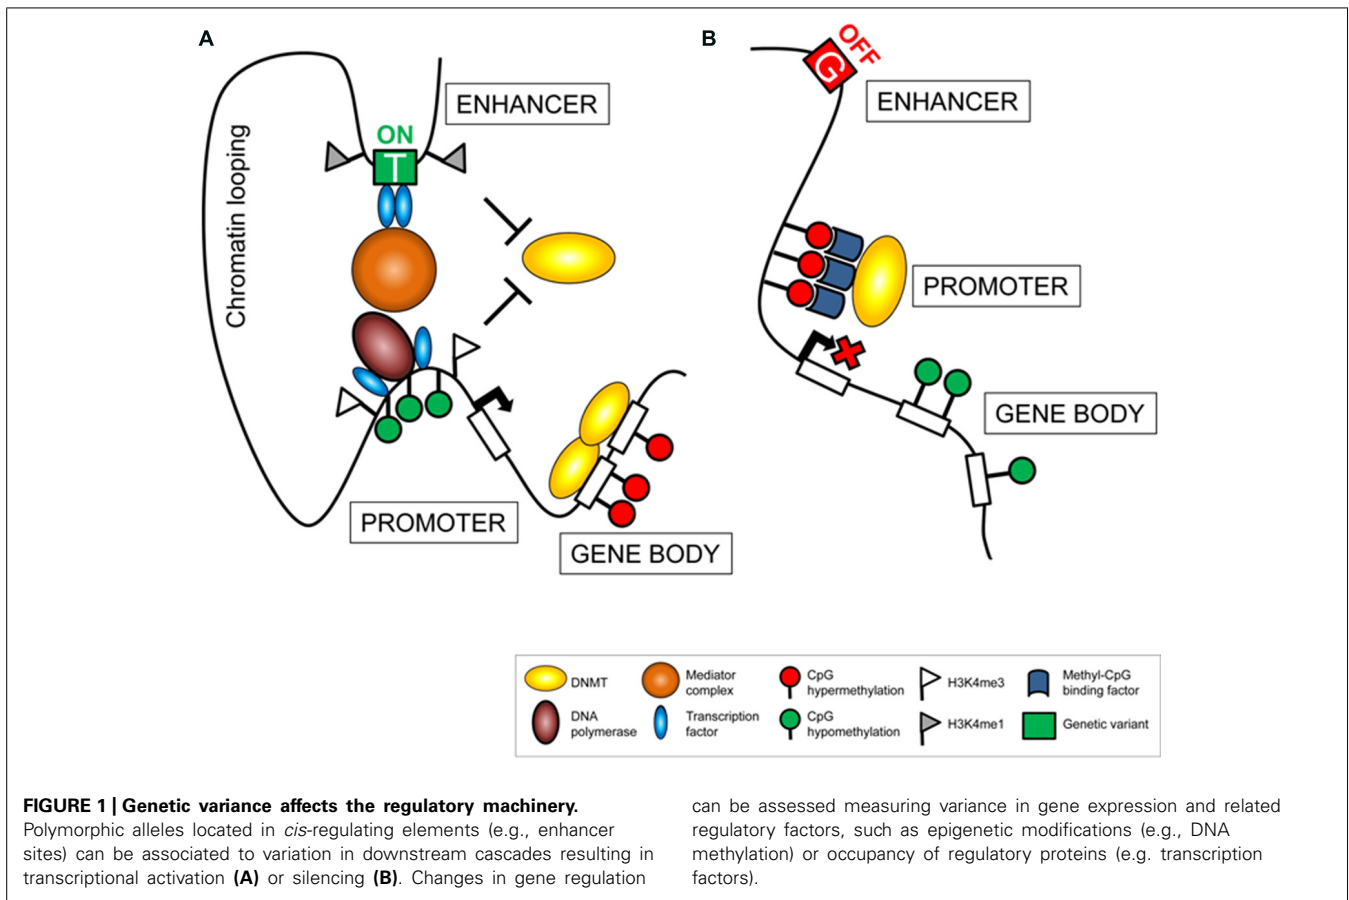 A
B
OFF
G
ENHANCER
ENHANCER
ON
T
Chromatin looping
PROMOTER
GENE BODY
PROMOTER
GENE BODY
DNMT
Mediator
complex
CpG
hypermethylation
H3K4me3
Methyl-CpG
binding factor
DNA
polymerase
Transcription
factor
CpG
hypomethylation
H3K4me1
Genetic variant
FIGURE 1 | Genetic variance affects the regulatory machinery.
Polymorphic alleles located in cis-regulating elements (e.g., enhancer
sites) can be associated to variation in downstream cascades resulting in
transcriptional activation (A) or silencing (B). Changes in gene regulation
can be assessed measuring variance in gene expression and related
regulatory factors, such as epigenetic modifications (e.g., DNA
methylation) or occupancy of regulatory proteins (e.g. transcription
factors).